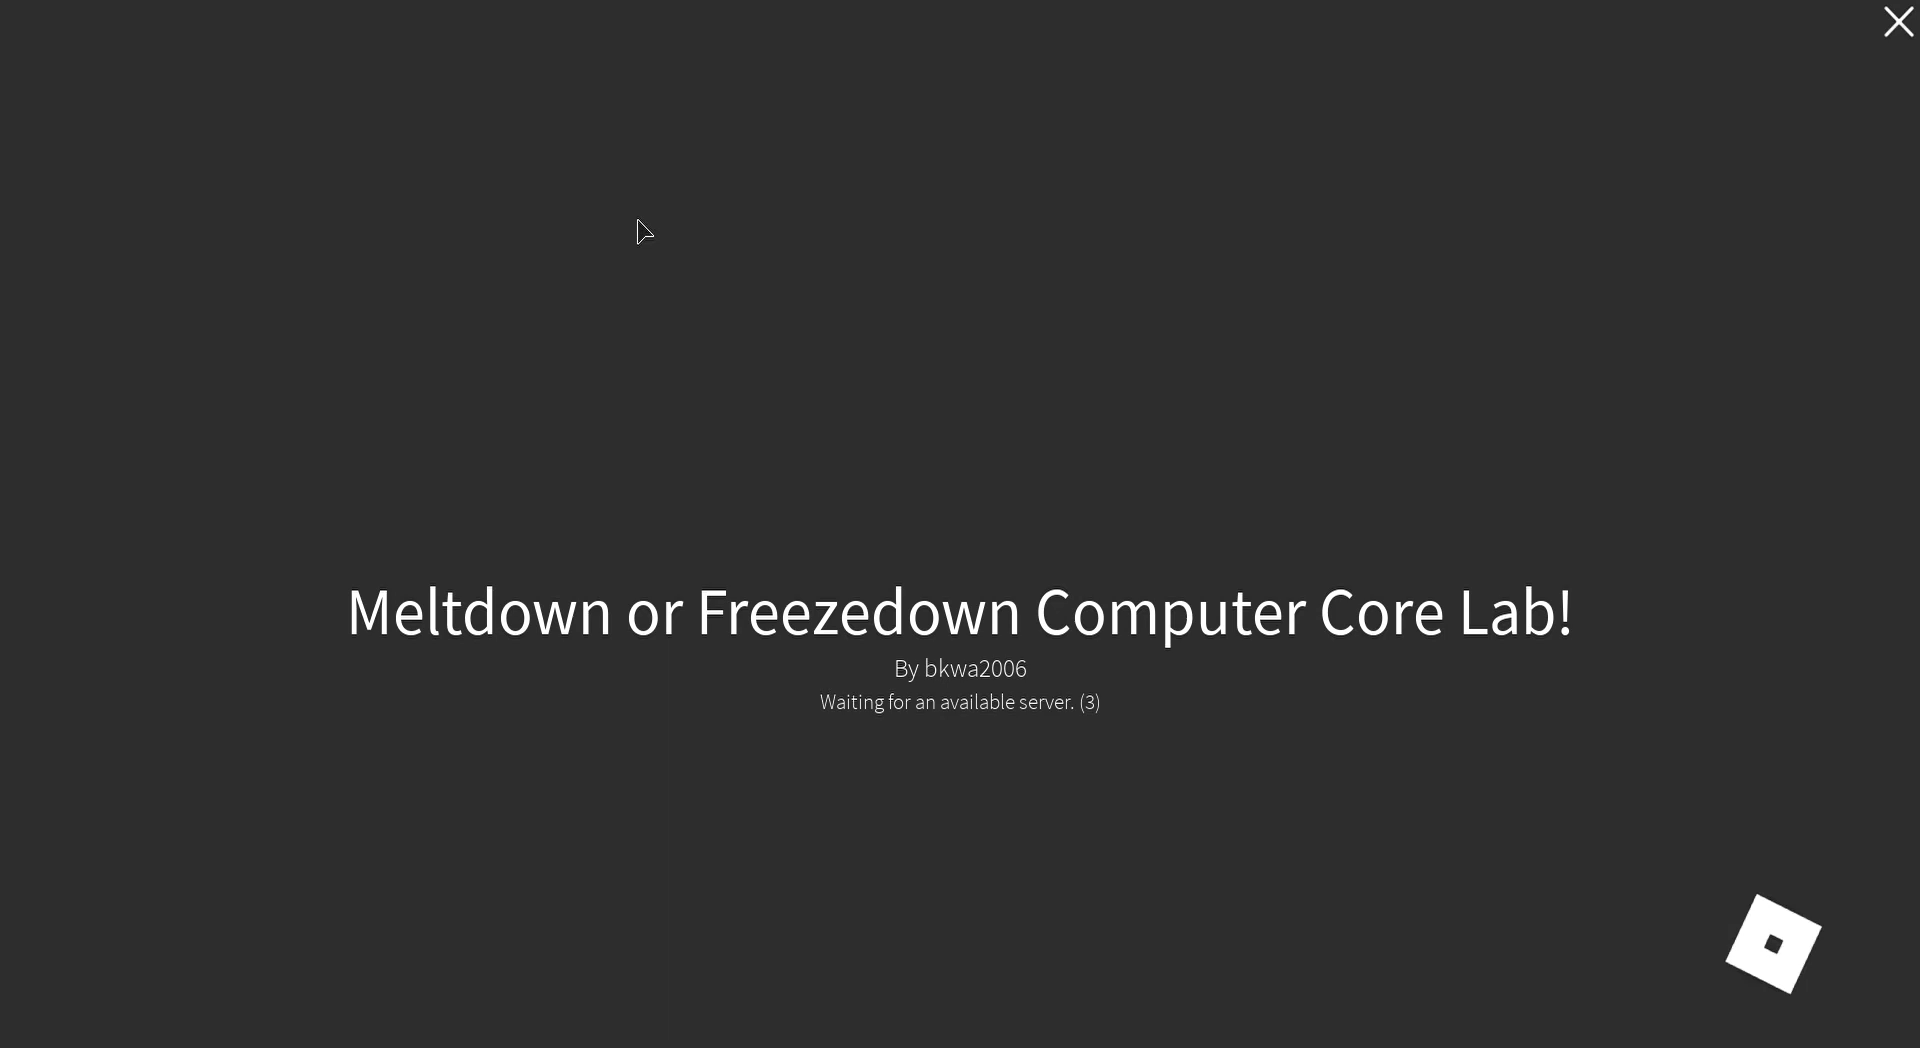 Meltdown or Freezedown Computer Core Lab!
By bkwa2006
Waiting for an available server. (3)